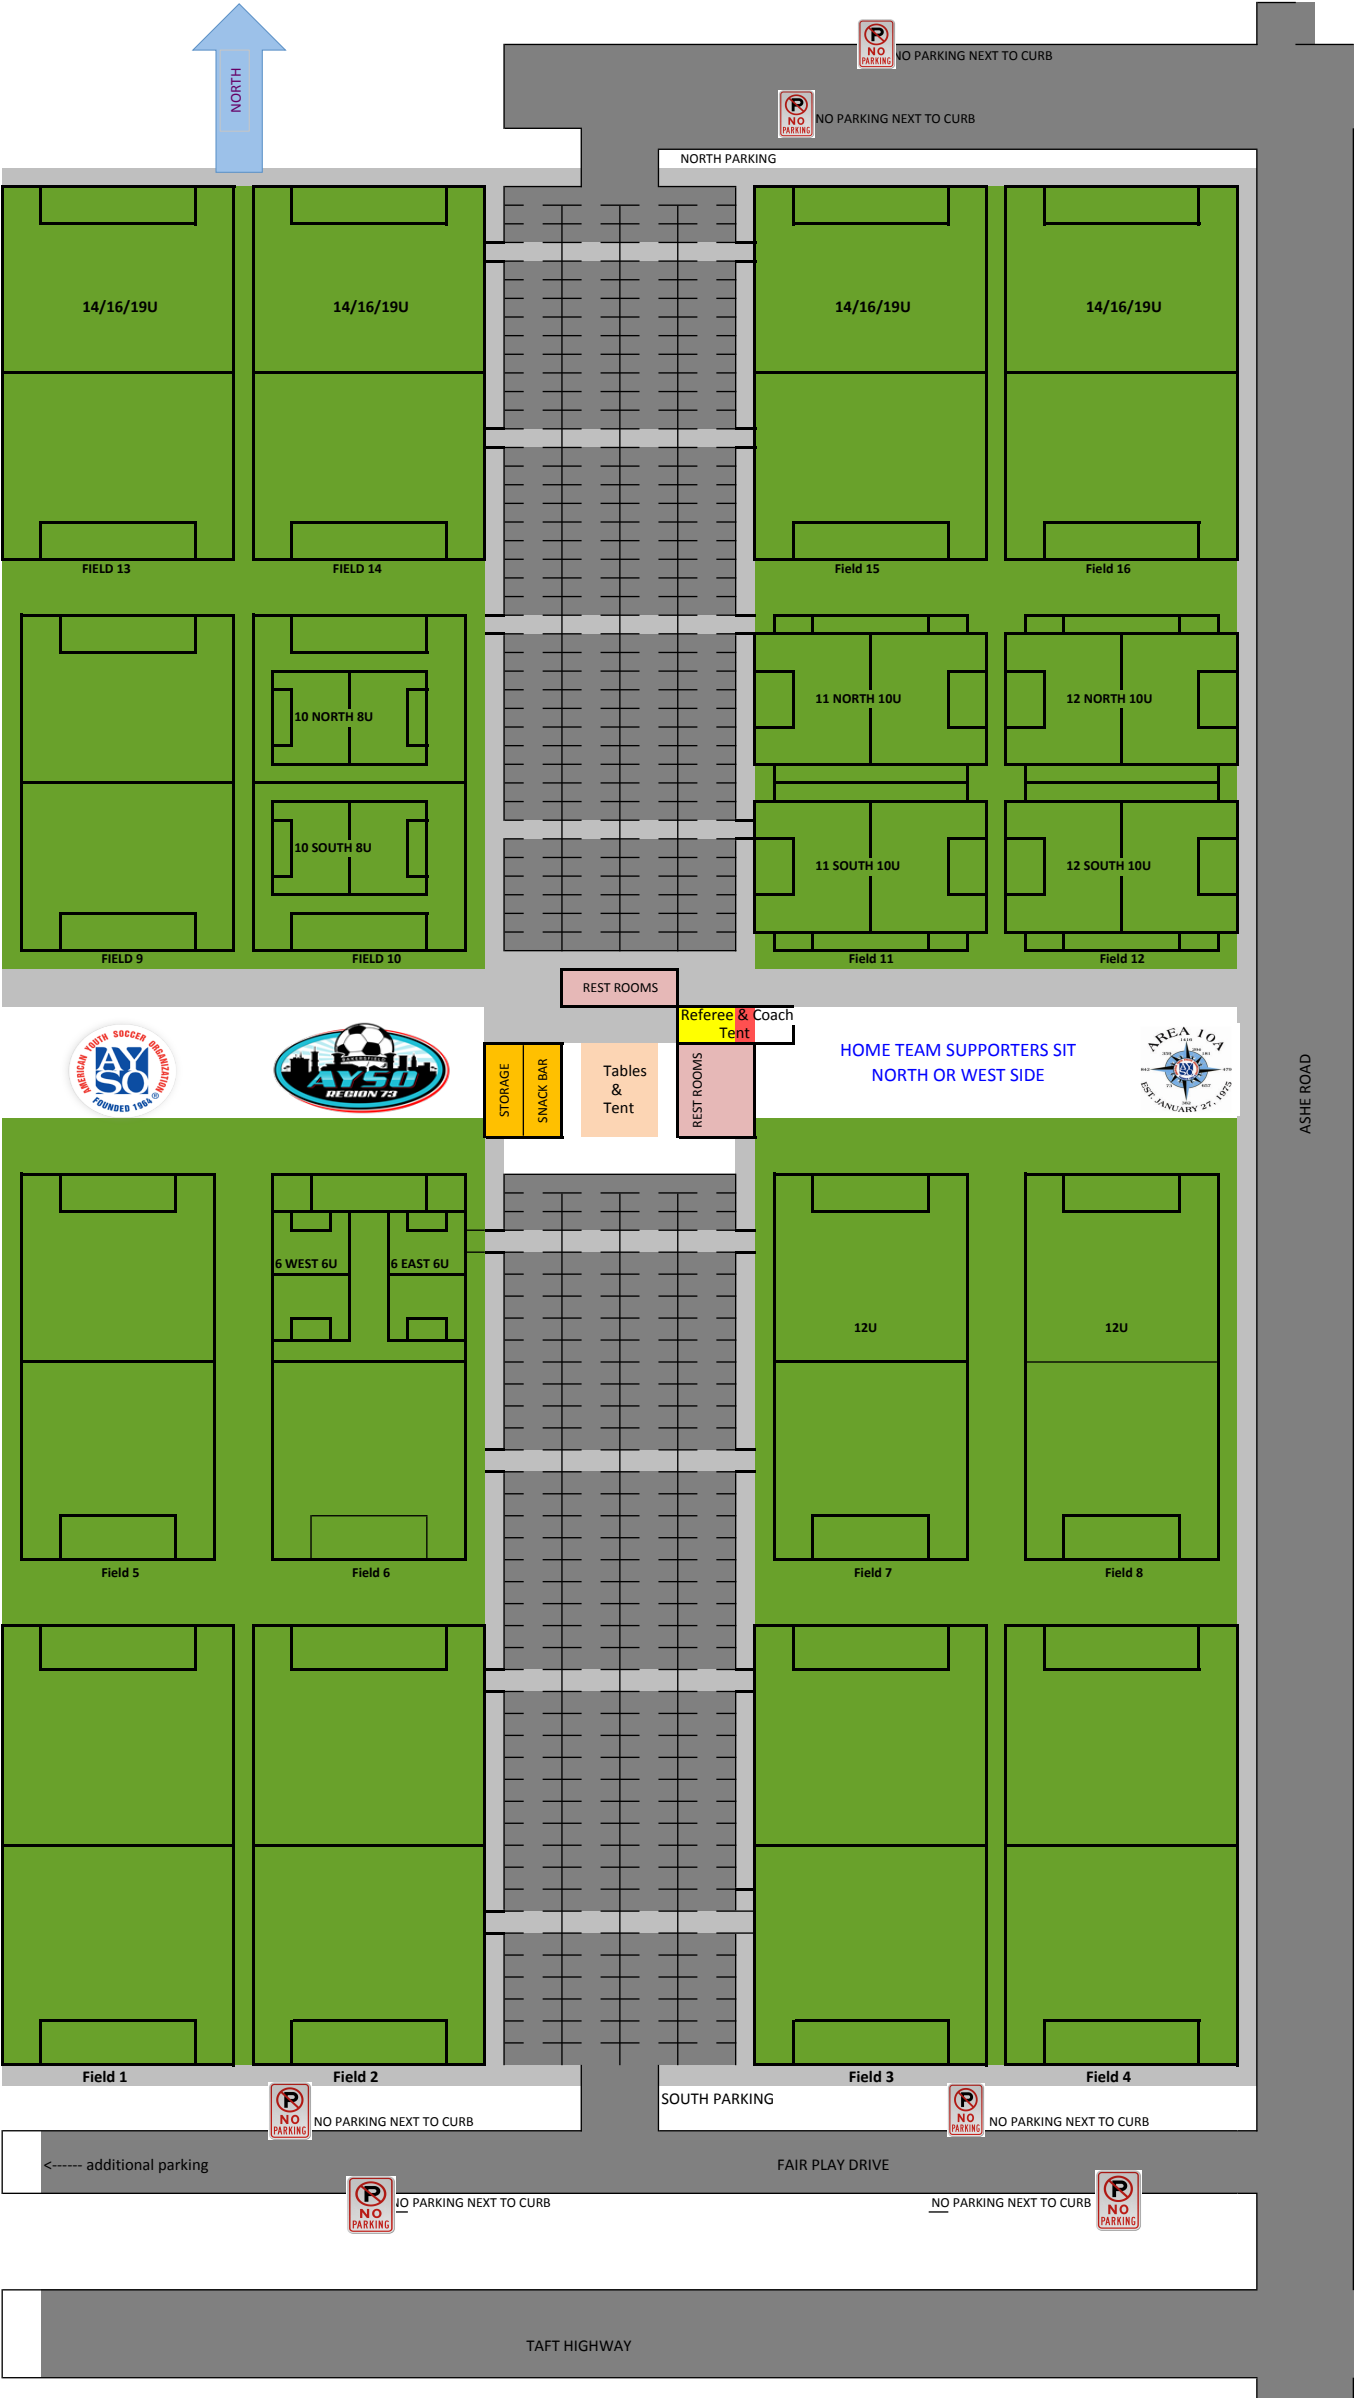 NORTH
NO PARKING
NO PARKING NEXT TO CURB
NO PARKING
NO PARKING NEXT TO CURB
NORTH PARKING
14/16/19U
14/16/19U
14/16/19U
14/16/19U
FIELD 13
FIELD 14
Field 15
Field 16
11 NORTH 10U
12 NORTH 10U
10 NORTH 8U
10 SOUTH 8U
11 SOUTH 10U
12 SOUTH 10U
FIELD 9
FIELD 10
Field 11
Field 12
REST ROOMS
Referee & Coach
Tent
AMERICAN YOUTH SOCCER ORGANIZATION
AY
SO
FOUNDED 1964 ®
AYSO
REGION 73
STORAGE
SNACK BAR
Tables
&
Tent
REST ROOMS
HOME TEAM SUPPORTERS SIT
NORTH OR WEST SIDE
AREA 10A
EST. JANUARY 27, 1975
ASHE ROAD
6 WEST 6U
6 EAST 6U
12U
12U
Field 5
Field 6
Field 7
Field 8
Field 1
Field 2
Field 3
Field 4
SOUTH PARKING
NO PARKING
NO PARKING NEXT TO CURB
NO PARKING
NO PARKING NEXT TO CURB
<------ additional parking
FAIR PLAY DRIVE
NO PARKING
NO PARKING NEXT TO CURB
NO PARKING NEXT TO CURB
NO PARKING
TAFT HIGHWAY